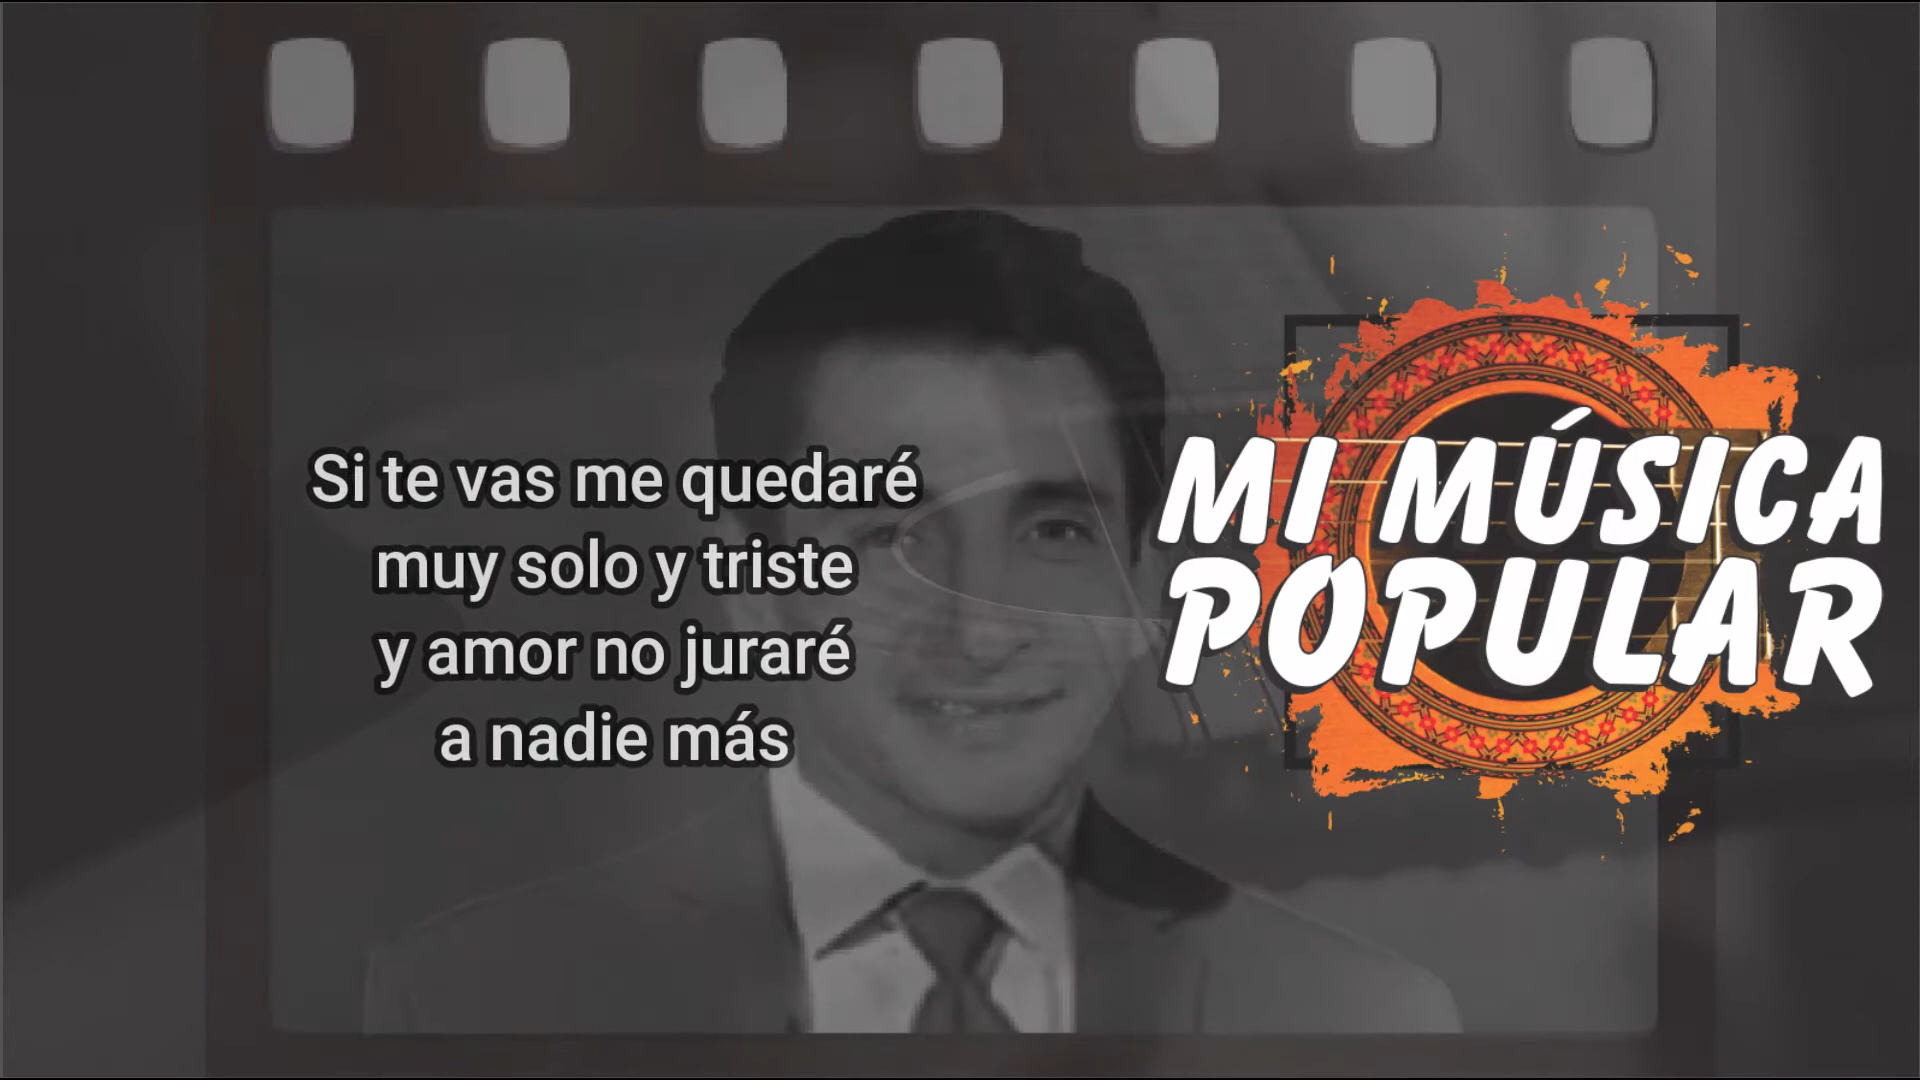 Si te vas me quedaré
muy solo y triste
y amor no juraré
a nadie más
MI MÚSICA
POPULAR